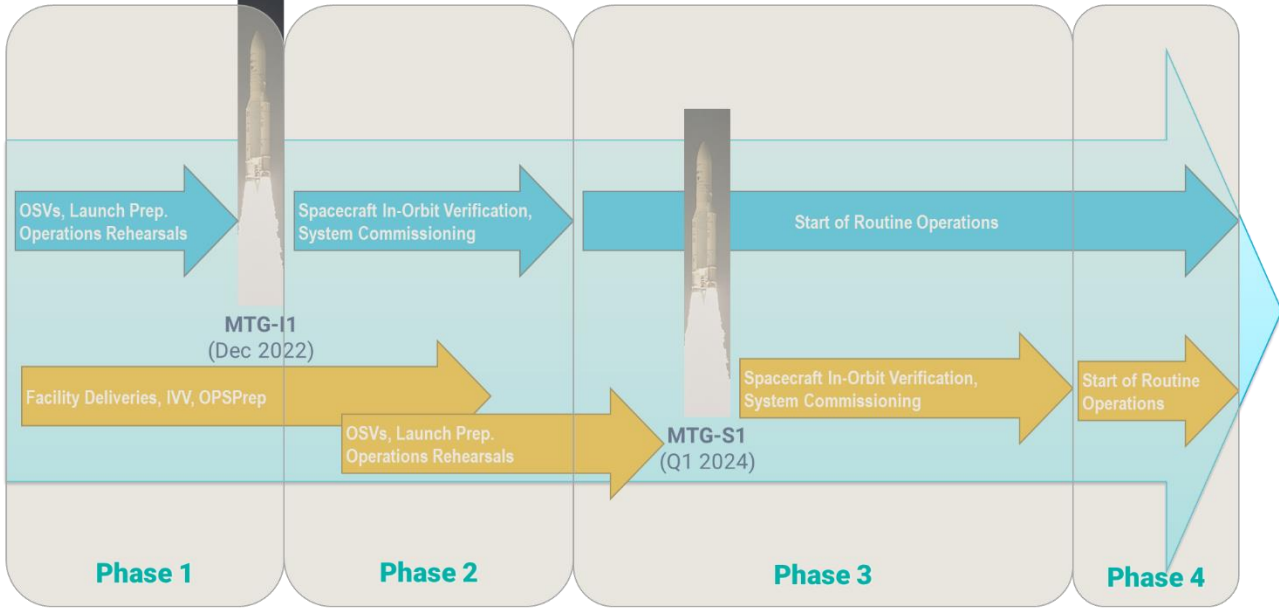 OSVs, Launch Prep.
Operations Rehearsals
Spacecraft In-Orbit Verification,
System Commissioning
Start of Routine Operations
MTG-I1
(Dec 2022)
Facility Deliveries, IVV, OPSPrep
OSVs, Launch Prep.
Operations Rehearsals
MTG-S1
(Q1 2024)
Spacecraft In-Orbit Verification,
System Commissioning
Start of Routine
Operations
Phase 1
Phase 2
Phase 3
Phase 4